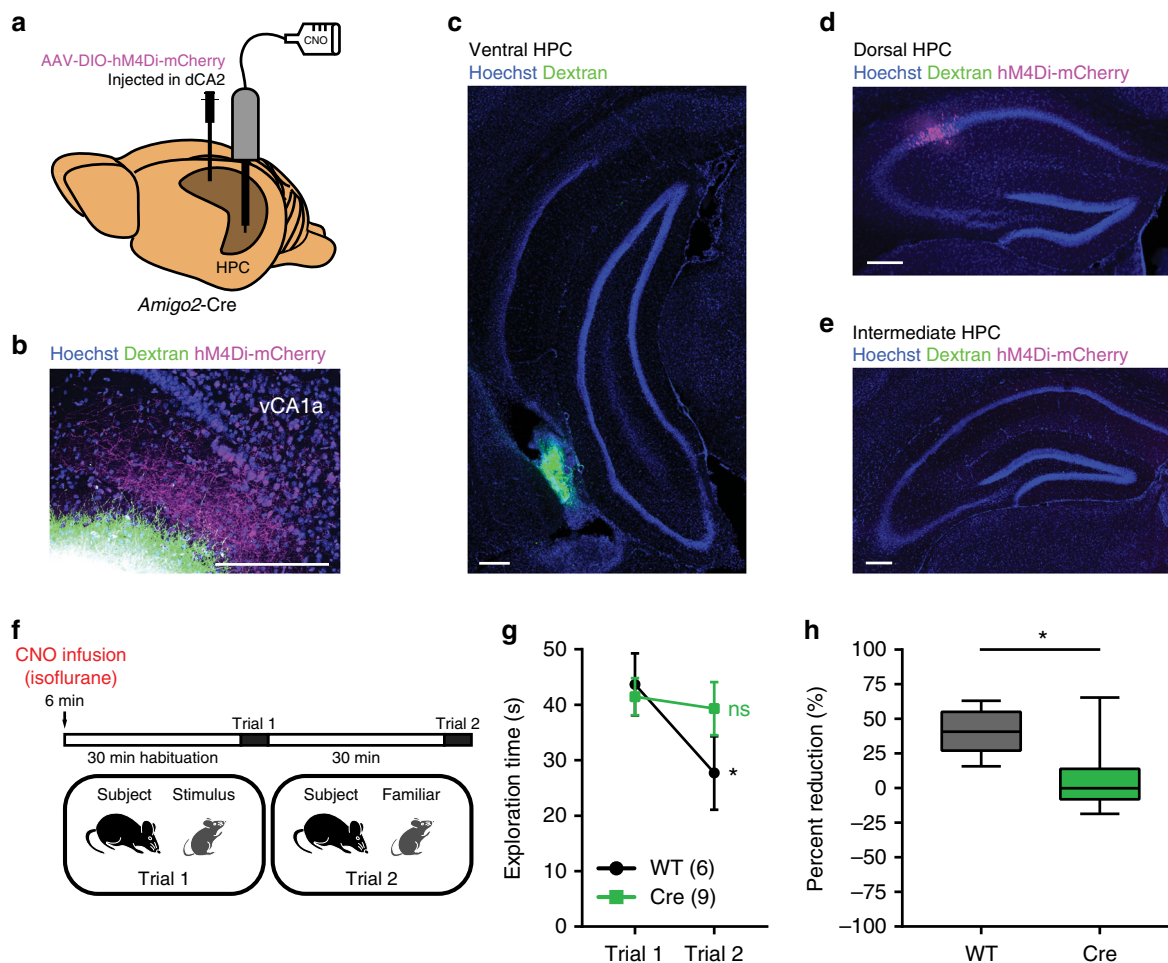 a
CNO
AAV-DIO-hM4Di-mCherry
Injected in dCA2
HPC
Amigo2-Cre
b
Hoechst Dextran hM4Di-mCherry
vCA1a
c
Ventral HPC
Hoechst Dextran
d
Dorsal HPC
Hoechst Dextran hM4Di-mCherry
e
Intermediate HPC
Hoechst Dextran hM4Di-mCherry
f
CNO infusion
(isoflurane)
6 min
Trial 1
Trial 2
30 min habituation
30 min
Subject Stimulus
Trial 1
Subject Familiar
Trial 2
g
Exploration time (s)
50
40
30
20
10
0
ns
*
WT (6)
Cre (9)
Trial 1 Trial 2
h
Percent reduction (%)
100
75
50
25
0
−25
−50
−75
−100
*
WT Cre